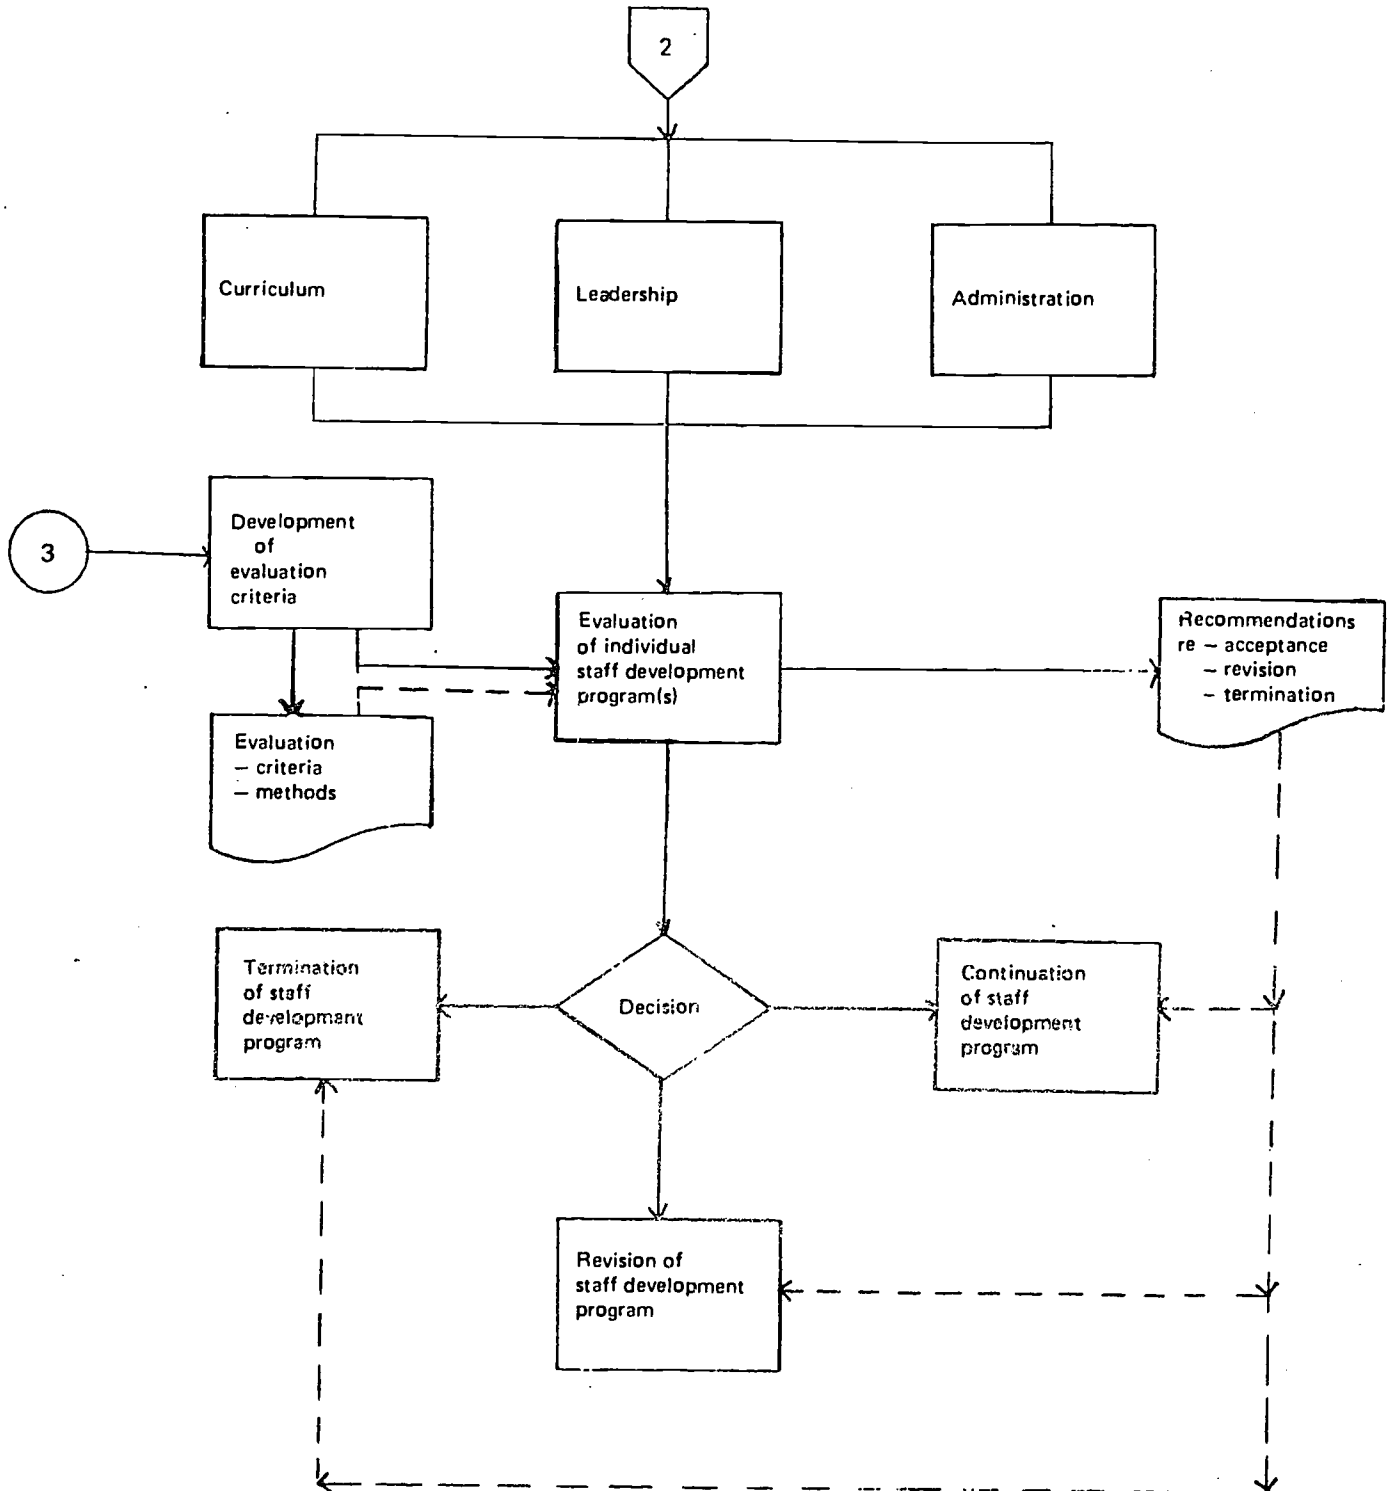 2
Curriculum
Leadership
Administration
3
Development
of
evaluation
criteria
Evaluation
of individual
staff development
program(s)
Recommendations
re – acceptance
– revision
– termination
Evaluation
– criteria
– methods
Termination
of staff
development
program
Decision
Continuation
of staff
development
program
Revision of
staff development
program